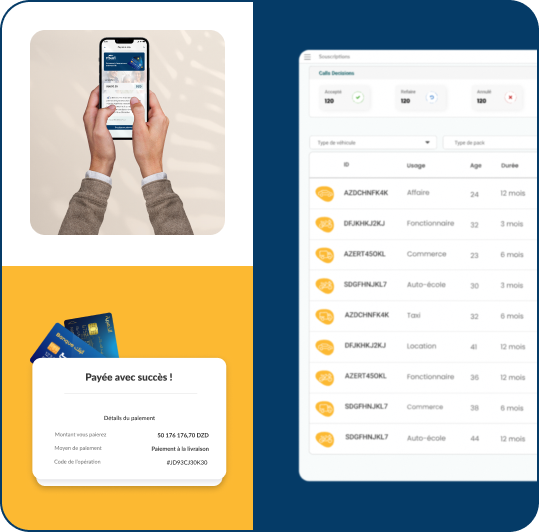 Payée avec succès !
Détails du paiement
Montant vous paierez 50 176 176,70 DZD
Moyen de paiement Paiement à la livraison
Code de l'opération #JD93CJ30K30
Souscriptions
Calls Decisions
Accepté
120
Refaire
120
Annulé
120
Type de véhicule
Type de pack
ID Usage Age Durée
AZDCHNFK4K Affaire 24 12 mois
DFJKHKJ2KJ Fonctionnaire 32 3 mois
AZERT45OKL Commerce 23 6 mois
SDGFHNJKL7 Auto-école 30 3 mois
AZDCHNFK4K Taxi 32 6 mois
DFJKHKJ2KJ Location 41 12 mois
AZERT45OKL Fonctionnaire 36 12 mois
SDGFHNJKL7 Commerce 38 6 mois
SDGFHNJKL7 Auto-école 44 12 mois